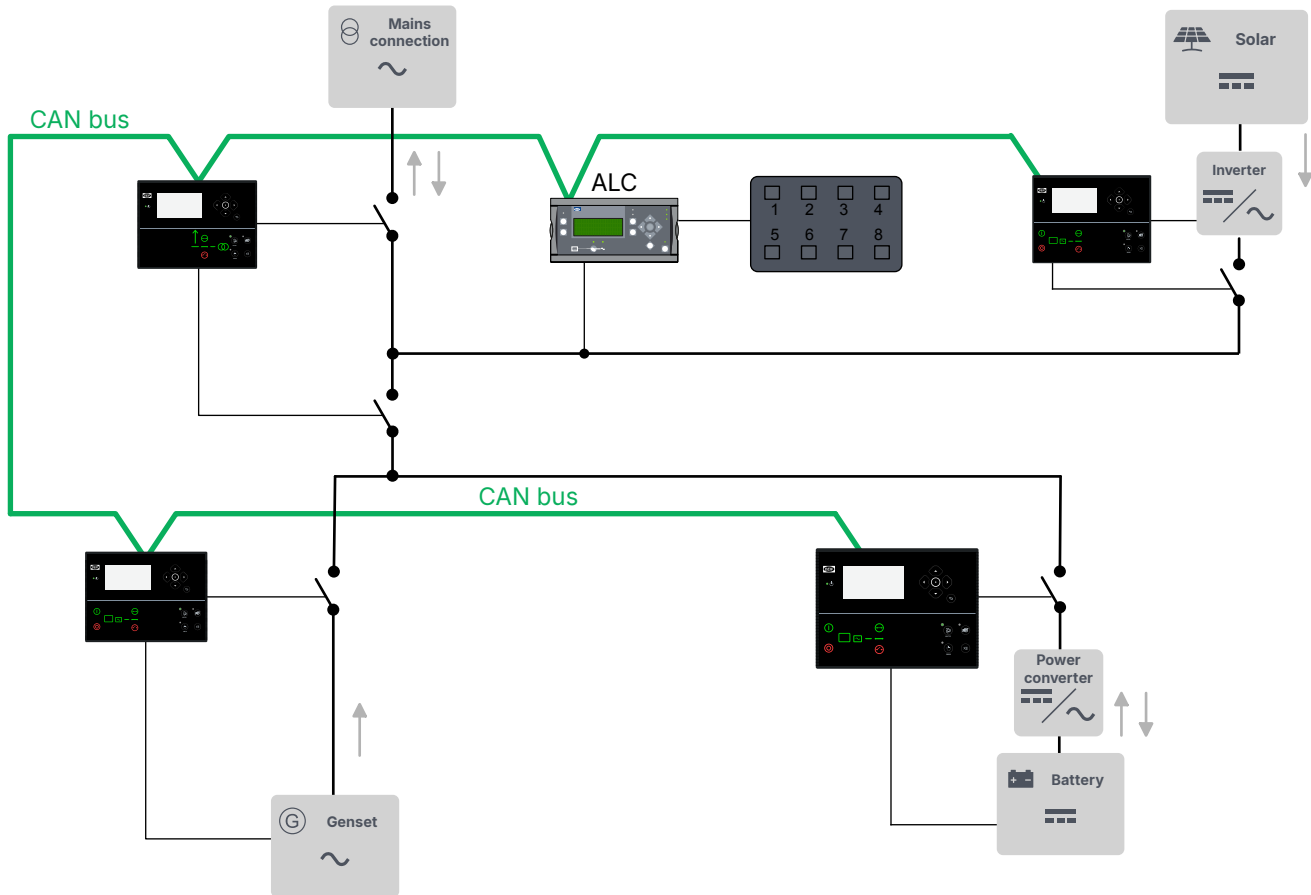 Mains
connection
Solar
CAN bus
ALC
Inverter
1 2 3 4
5 6 7 8
CAN bus
Power
converter
Battery
G Genset